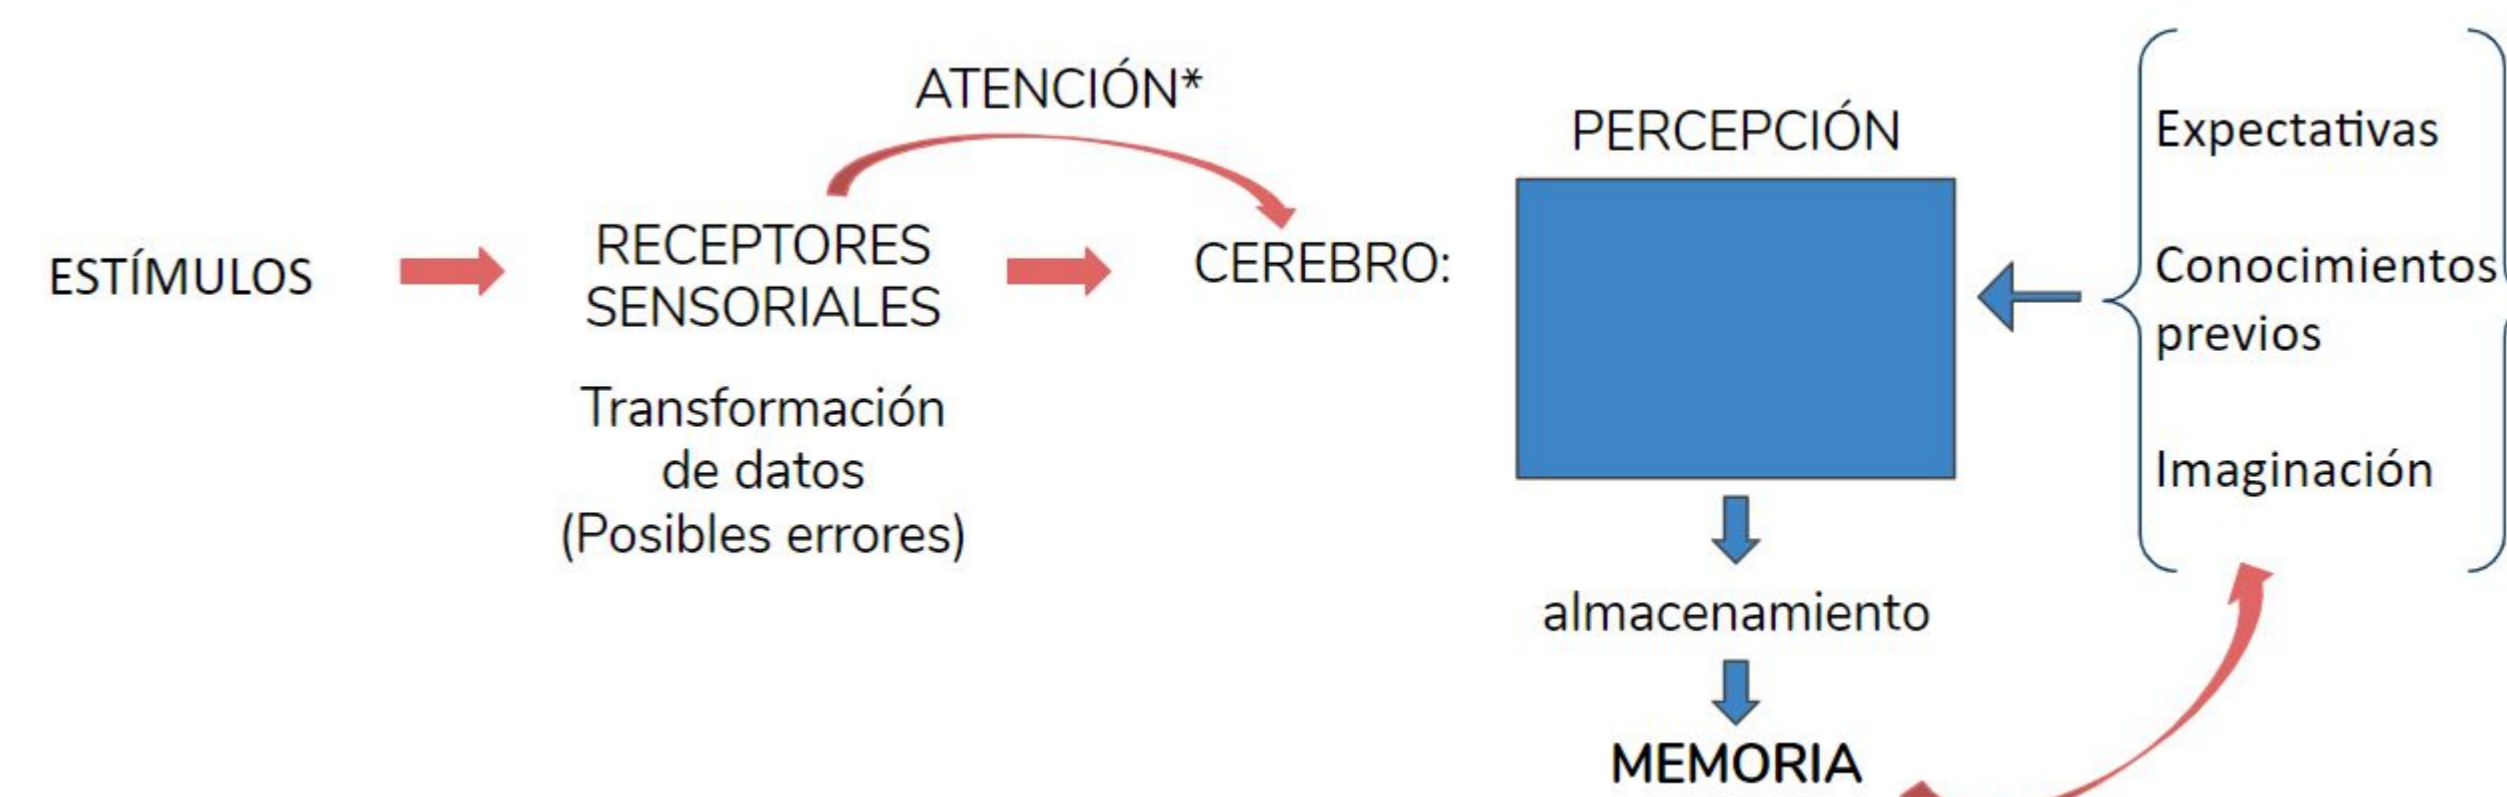 ATENCIÓN*
PERCEPCIÓN
ESTÍMULOS
RECEPTORES
SENSORIALES
CEREBRO:
Transformación
de datos
(Posibles errores)
Expectativas
Conocimientos
previos
Imaginación
almacenamiento
MEMORIA